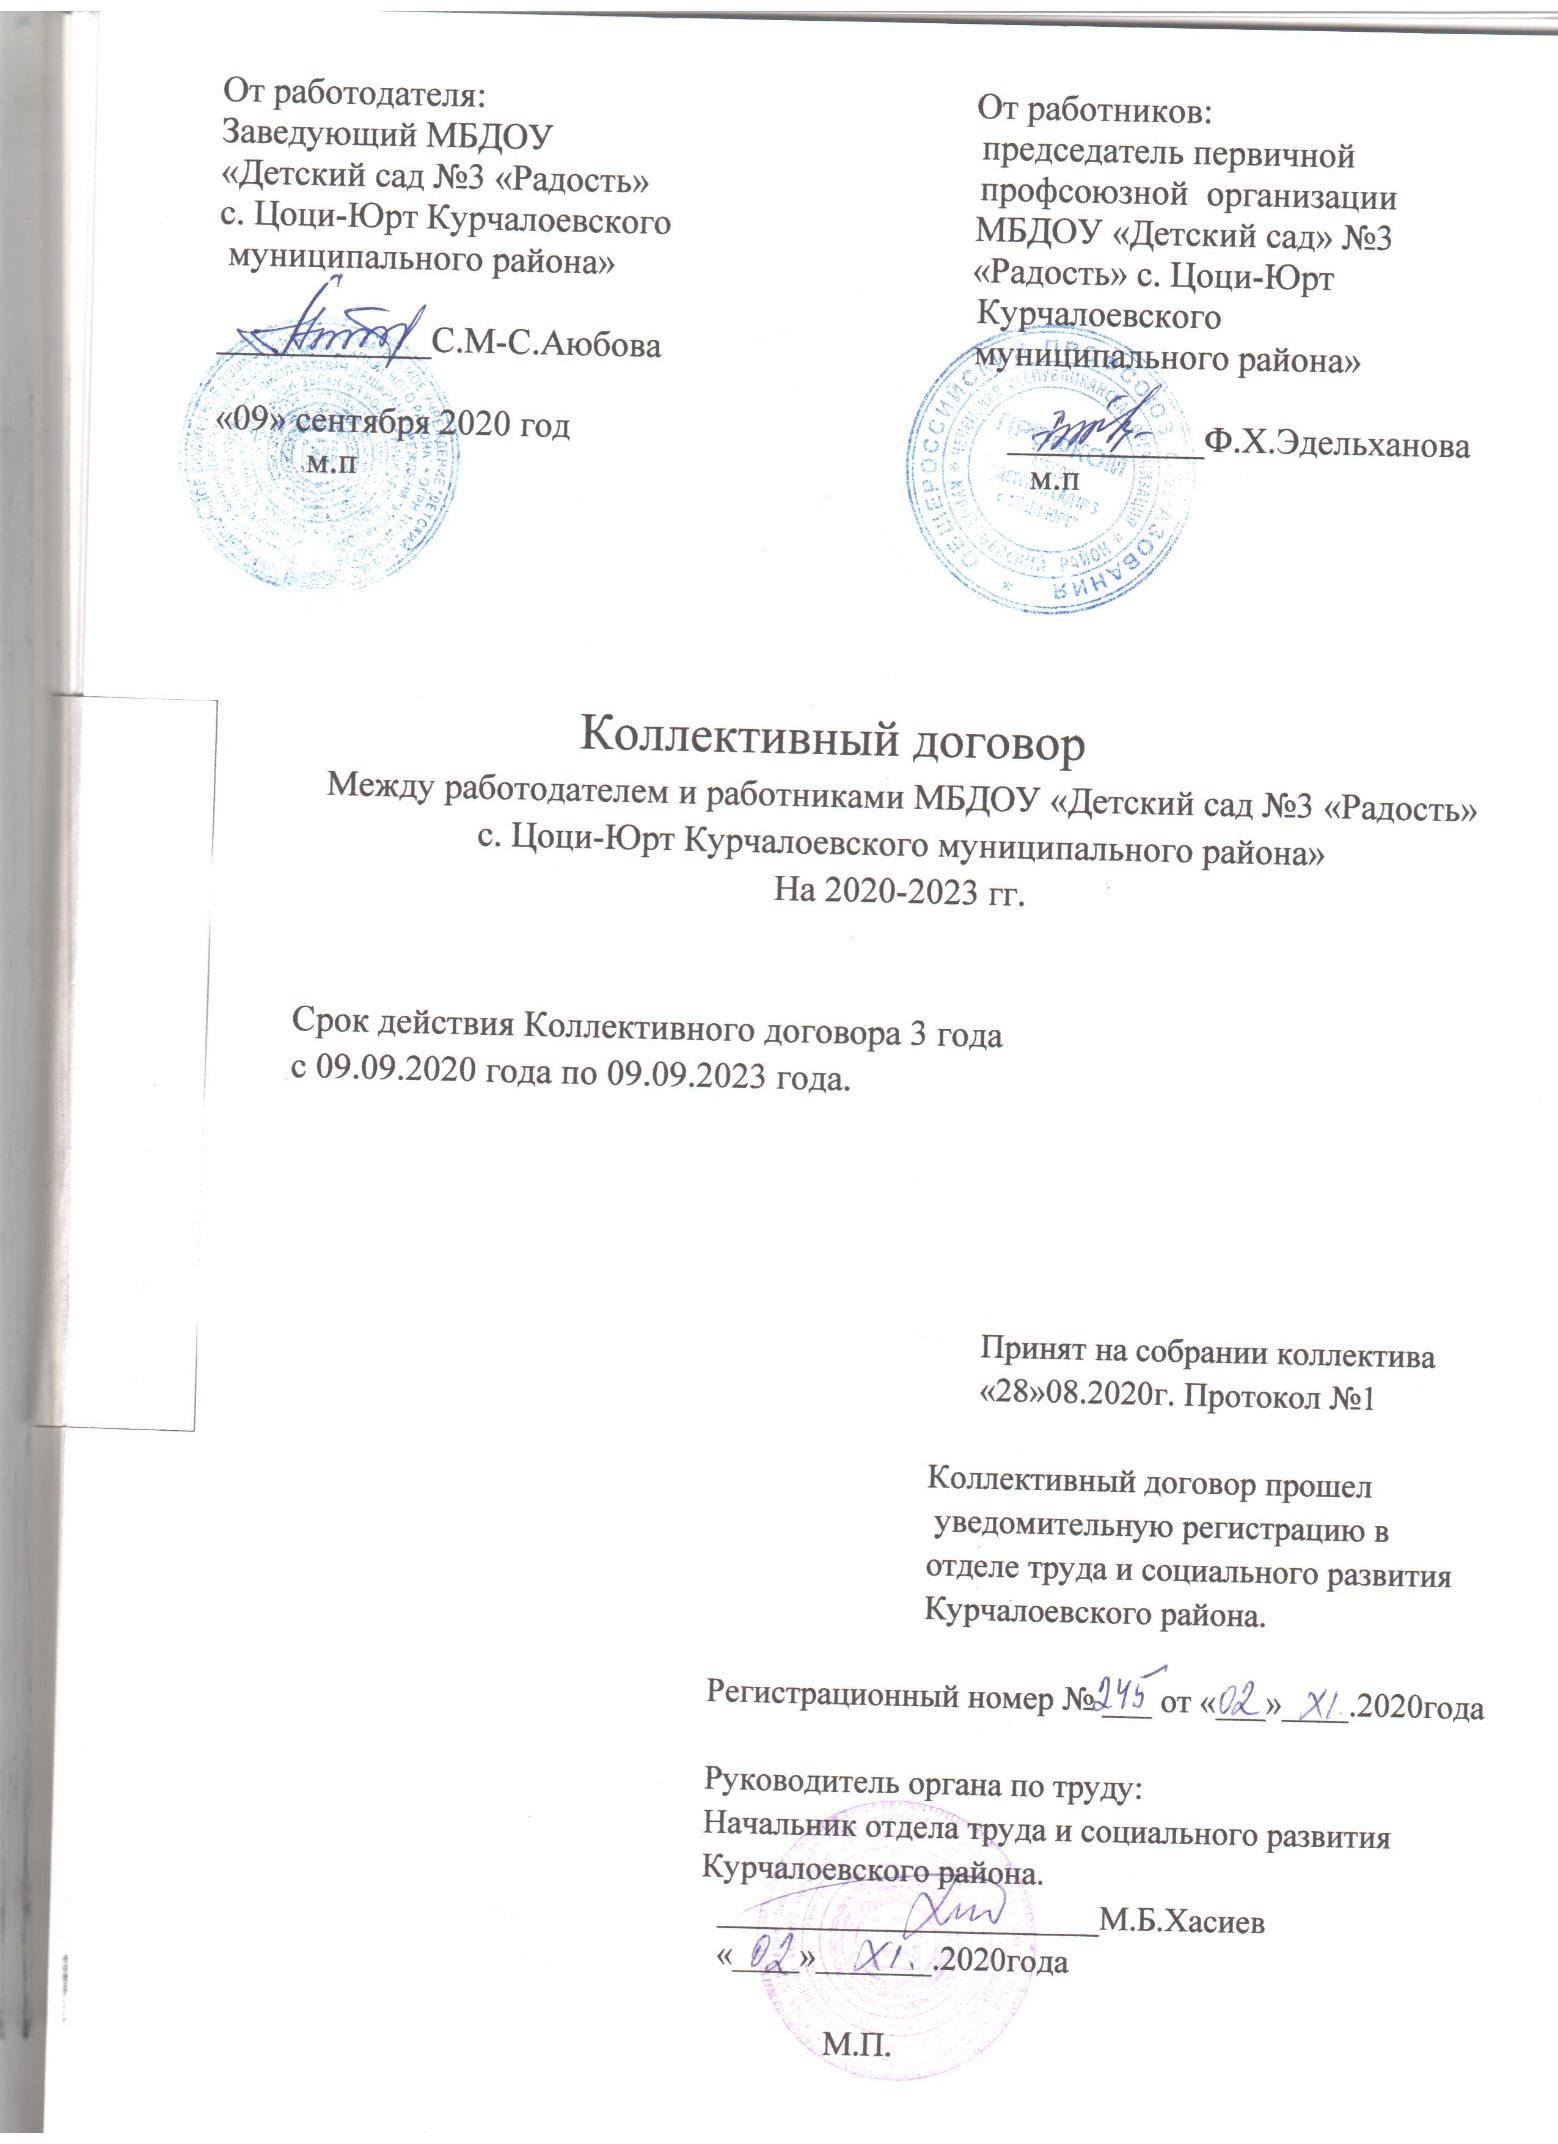 От работодателя:
Заведующий МБДОУ
«Детский сад №3 «Радость»
с. Цоци-Юрт Курчалоевского
муниципального района»
С.М-С.Аюбова
«09» сентября 2020 год
м.п
От работников:
председатель первичной
профсоюзной организации
МБДОУ «Детский сад» №3
«Радость» с. Цоци-Юрт
Курчалоевского
муниципального района»
Ф.Х.Эдельханова
м.п
ПРОФКОМ
Коллективный договор
Между работодателем и работниками МБДОУ «Детский сад №3 «Радость»
с. Цоци-Юрт Курчалоевского муниципального района»
На 2020-2023 гг.
Срок действия Коллективного договора 3 года
с 09.09.2020 года по 09.09.2023 года.
Принят на собрании коллектива
«28»08.2020г. Протокол №1
Коллективный договор прошел
уведомительную регистрацию в
отделе труда и социального развития
Курчалоевского района.
Регистрационный номер №245 от «02» XI.2020года
Руководитель органа по труду:
Начальник отдела труда и социального развития
Курчалоевского района.
М.Б.Хасиев
«02» XI.2020года
М.П.